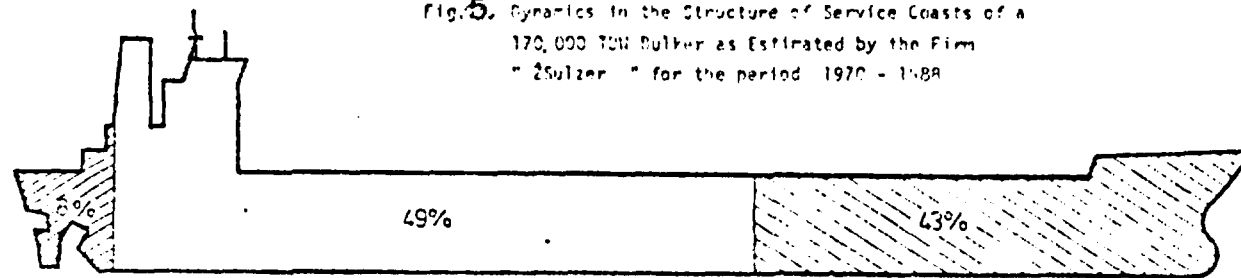 Fig. 5. Dynamics in the Structure of Service Coasts of a
170,000 TDW Bulker as Estimated by the Firm
" Sulzer " for the period 1970 - 1988
8%
49%
43%